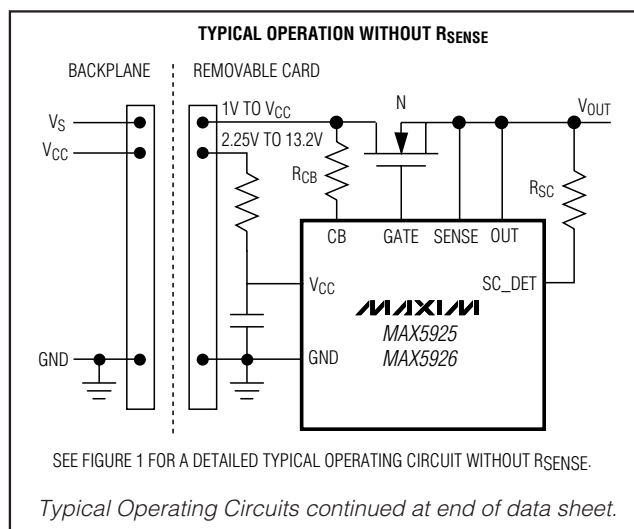 TYPICAL OPERATION WITHOUT RSENSE
BACKPLANE
REMOVABLE CARD
VS
VCC
GND
1V TO VCC
2.25V TO 13.2V
N
VOUT
RCB
RSC
CB
GATE
SENSE
OUT
VCC
SC_DET
MAXIM
MAX5925
MAX5926
GND
SEE FIGURE 1 FOR A DETAILED TYPICAL OPERATING CIRCUIT WITHOUT RSENSE.
Typical Operating Circuits continued at end of data sheet.